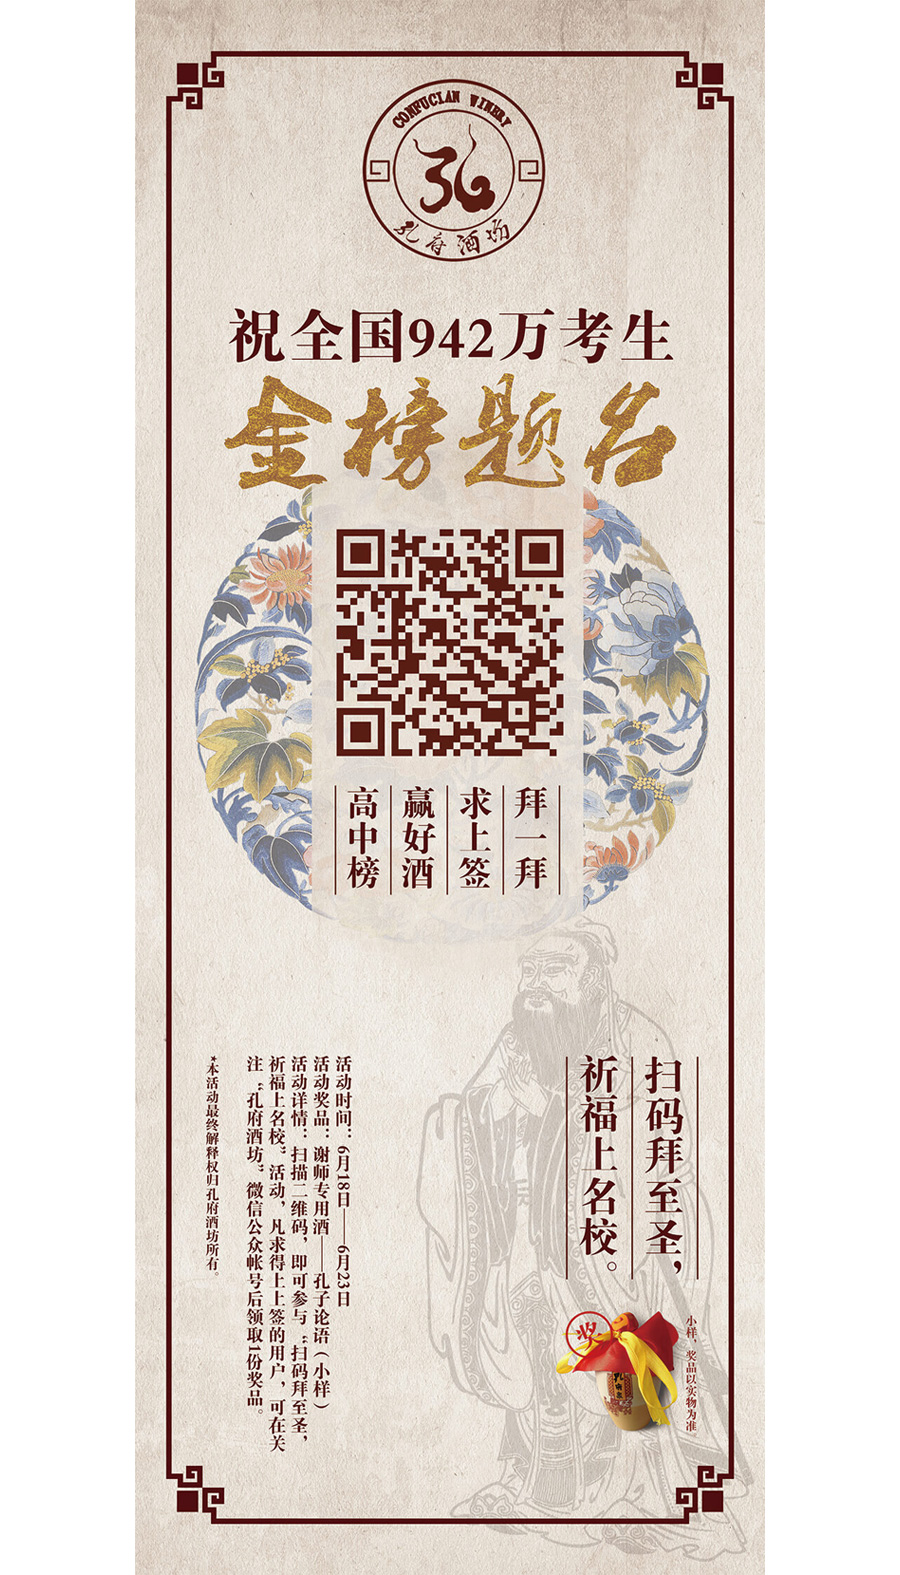 CONFUCIAN WINERY
孔
孔府酒坊
祝全国942万考生
金榜题名
拜一拜
求上签
赢好酒
高中榜
扫码拜至圣，
祈福上名校。
奖
小样，奖品以实物为准。
活动时间：6月18日——6月23日
活动奖品：谢师专用酒——孔子论语（小样）
活动详情：扫描二维码，即可参与“扫码拜至圣，
祈福上名校”活动，凡求得上上签的用户，可在关
注“孔府酒坊”微信公众帐号后领取1份奖品。
*本活动最终解释权归孔府酒坊所有。